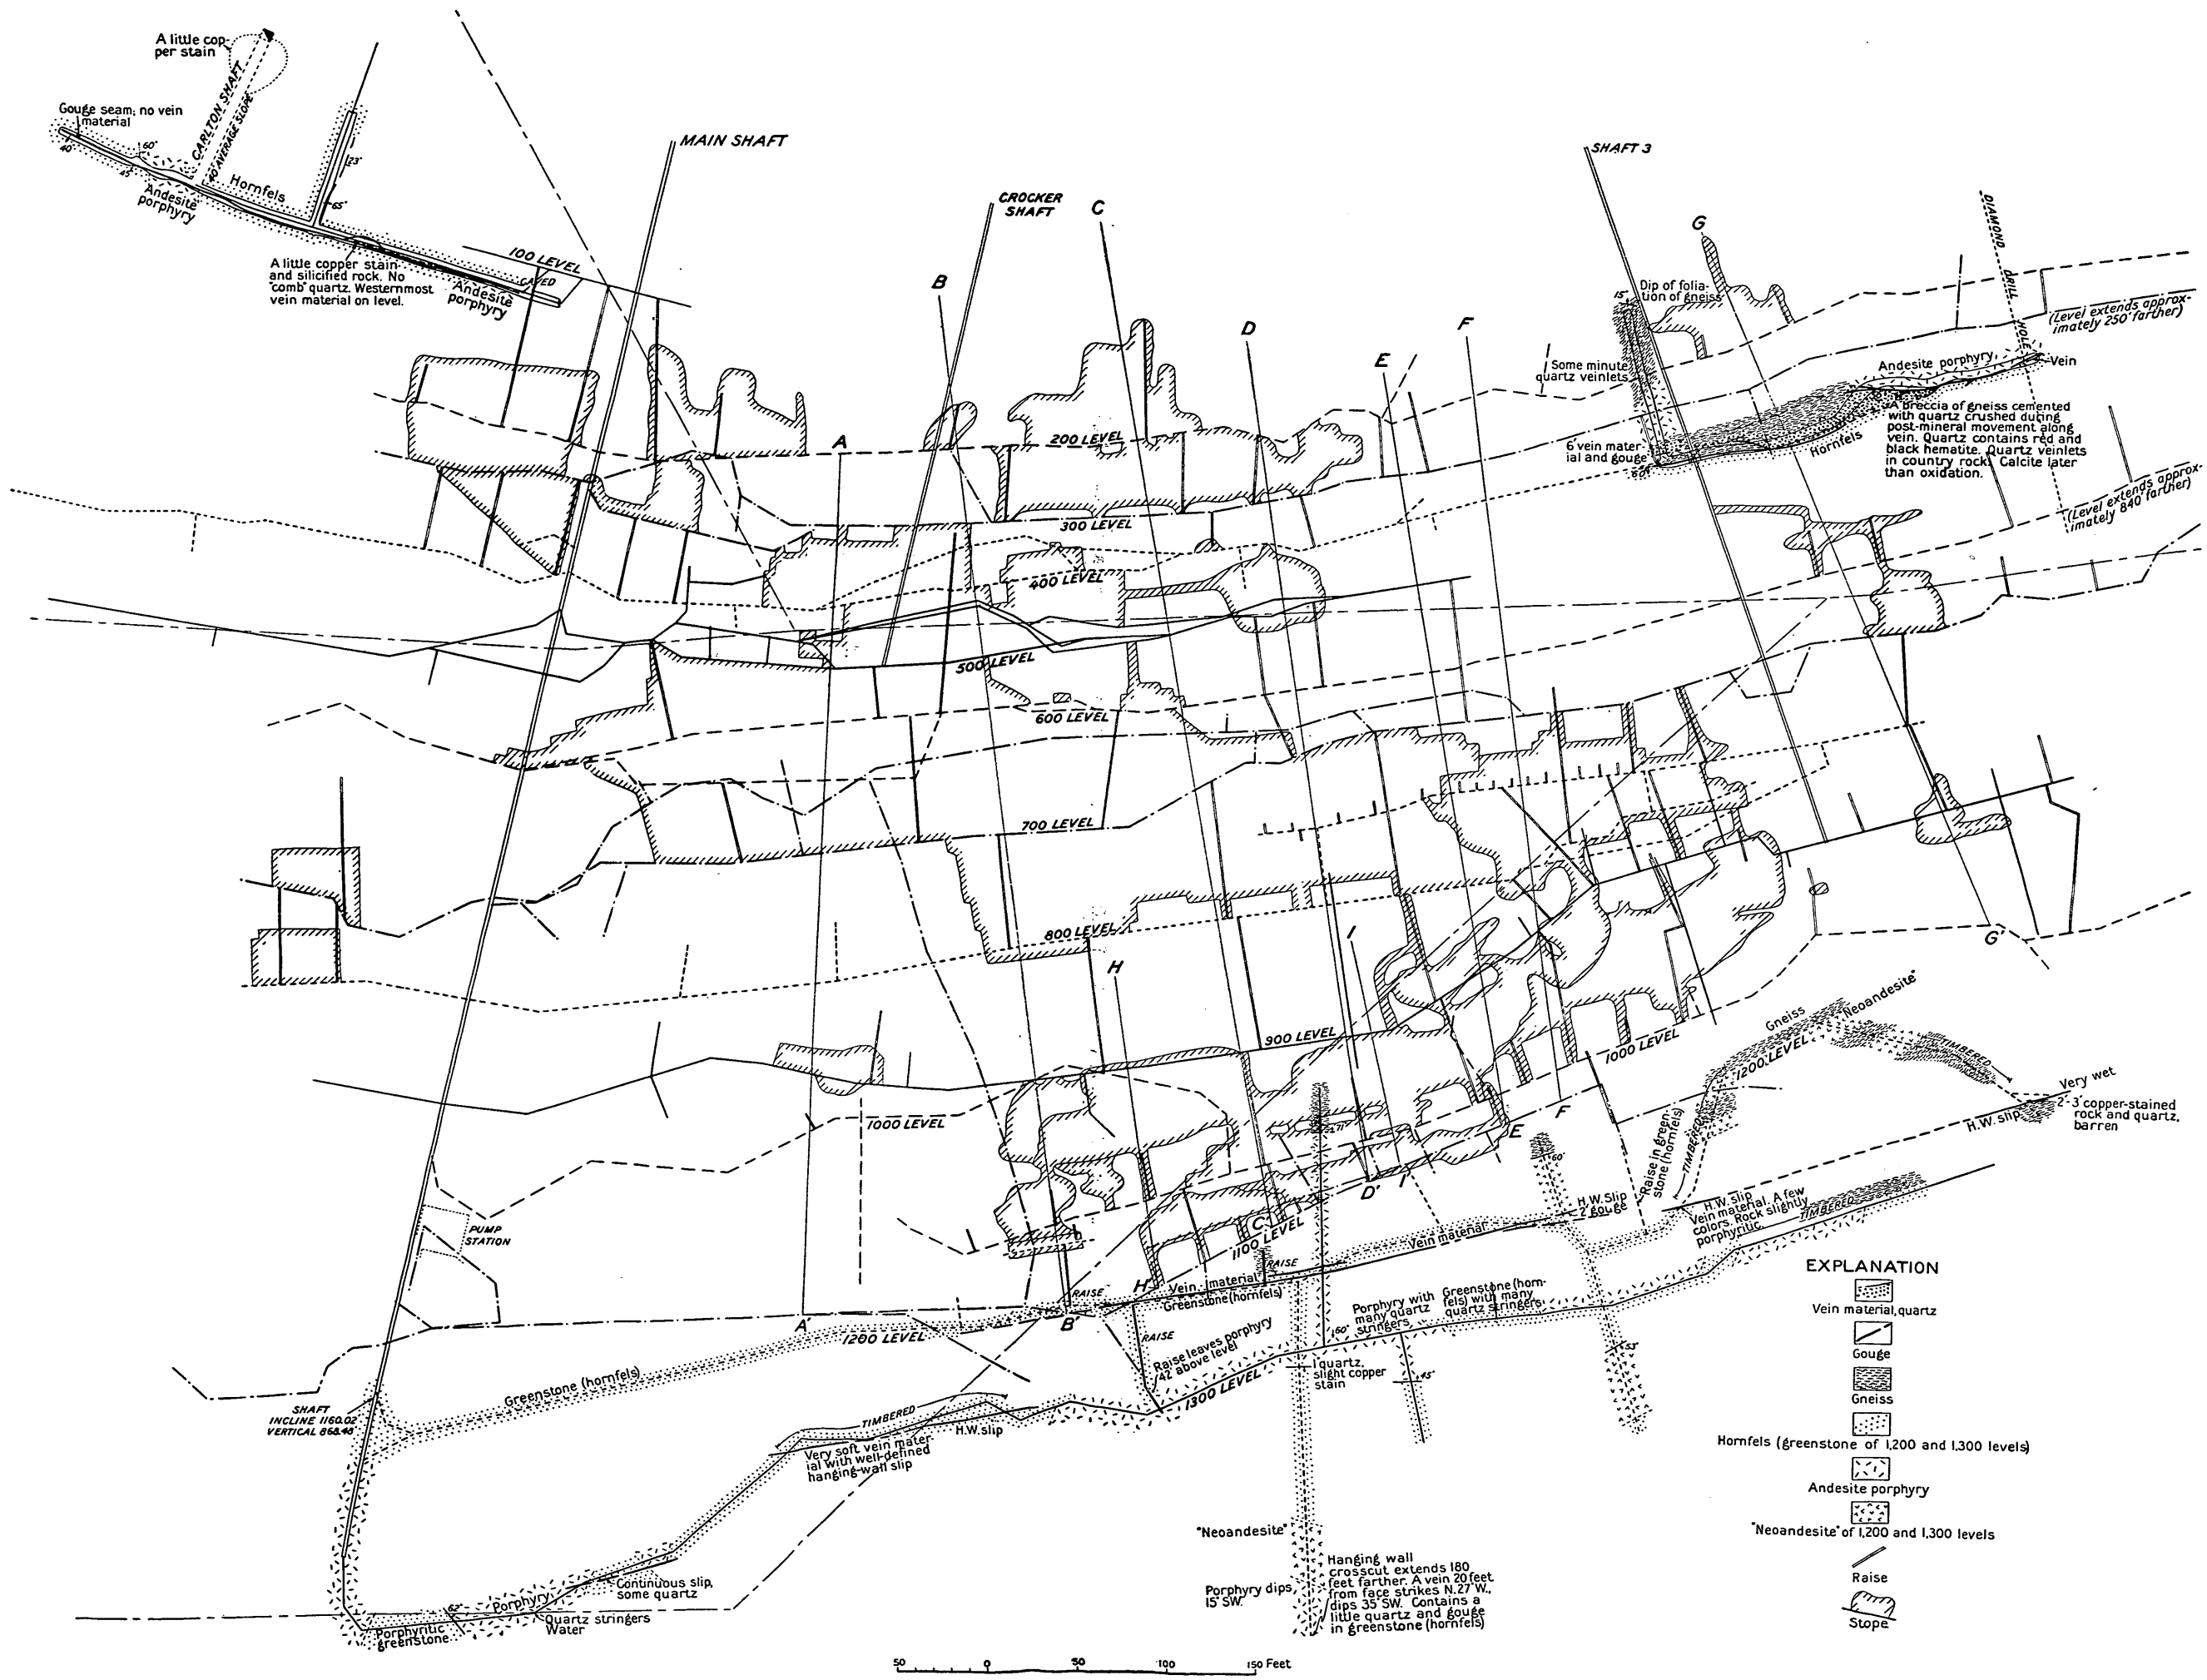 A little cop-
per stain
CARLTON SHAFT
40° AVERAGE SLOPE
Gouge seam; no vein
material
40°
60°
45°
Andesite
porphyry
Hornfels
23°
65°
A little copper stain
and silicified rock. No
"comb" quartz. Westernmost
vein material on level.
Andesite
porphyry
100 LEVEL
CAVED
MAIN SHAFT
CROCKER
SHAFT
B
C
D
E
F
G
A
SHAFT 3
DIAMOND DRILL HOLE
15°
Dip of folia-
tion of gneiss
Some minute
quartz veinlets
6' vein mater-
ial and gouge
60°
(Level extends approx-
imately 250' farther)
Andesite porphyry
Vein
Hornfels
A breccia of gneiss cemented
with quartz crushed during
post-mineral movement along
vein. Quartz contains red and
black hematite. Quartz veinlets
in country rock. Calcite later
than oxidation.
(Level extends approx-
imately 840' farther)
200 LEVEL
300 LEVEL
400 LEVEL
500 LEVEL
600 LEVEL
700 LEVEL
800 LEVEL
H
I
900 LEVEL
G'
1000 LEVEL
1000 LEVEL
Gneiss
"Neoandesite"
1200 LEVEL
TIMBERED
Very wet
2'-3' copper-stained
rock and quartz,
barren
H.W. slip
E
F
60°
Raise in green-
stone (hornfels)
TIMBERED
H.W. Slip
2' gouge
H.W. slip
Vein material. A few
colors. Rock slightly
porphyritic.
TIMBERED
D'
I'
C'
1100 LEVEL
Vein material
RAISE
PUMP
STATION
H'
Vein material
Greenstone (hornfels)
RAISE
A'
B'
1200 LEVEL
RAISE
Raise leaves porphyry
42' above level
Porphyry with
many quartz
stringers
Greenstone (horn-
fels) with many
quartz stringers
60°
1" quartz,
slight copper
stain
45°
53°
1300 LEVEL
Greenstone (hornfels)
SHAFT
INCLINE 1160.02
VERTICAL 868.48
TIMBERED
H.W. slip
Very soft vein mater-
ial with well-defined
hanging-wall slip
"Neoandesite"
Porphyry dips
15° SW.
Hanging wall
crosscut extends 180
feet farther. A vein 20 feet
from face strikes N. 27° W.,
dips 35° SW. Contains a
little quartz and gouge
in greenstone (hornfels)
Continuous slip,
some quartz
62°
Porphyry
Quartz stringers
Water
Porphyritic
greenstone
EXPLANATION
Vein material, quartz
Gouge
Gneiss
Hornfels (greenstone of 1,200 and 1,300 levels)
Andesite porphyry
"Neoandesite" of 1,200 and 1,300 levels
Raise
Stope
50 0 50 100 150 Feet